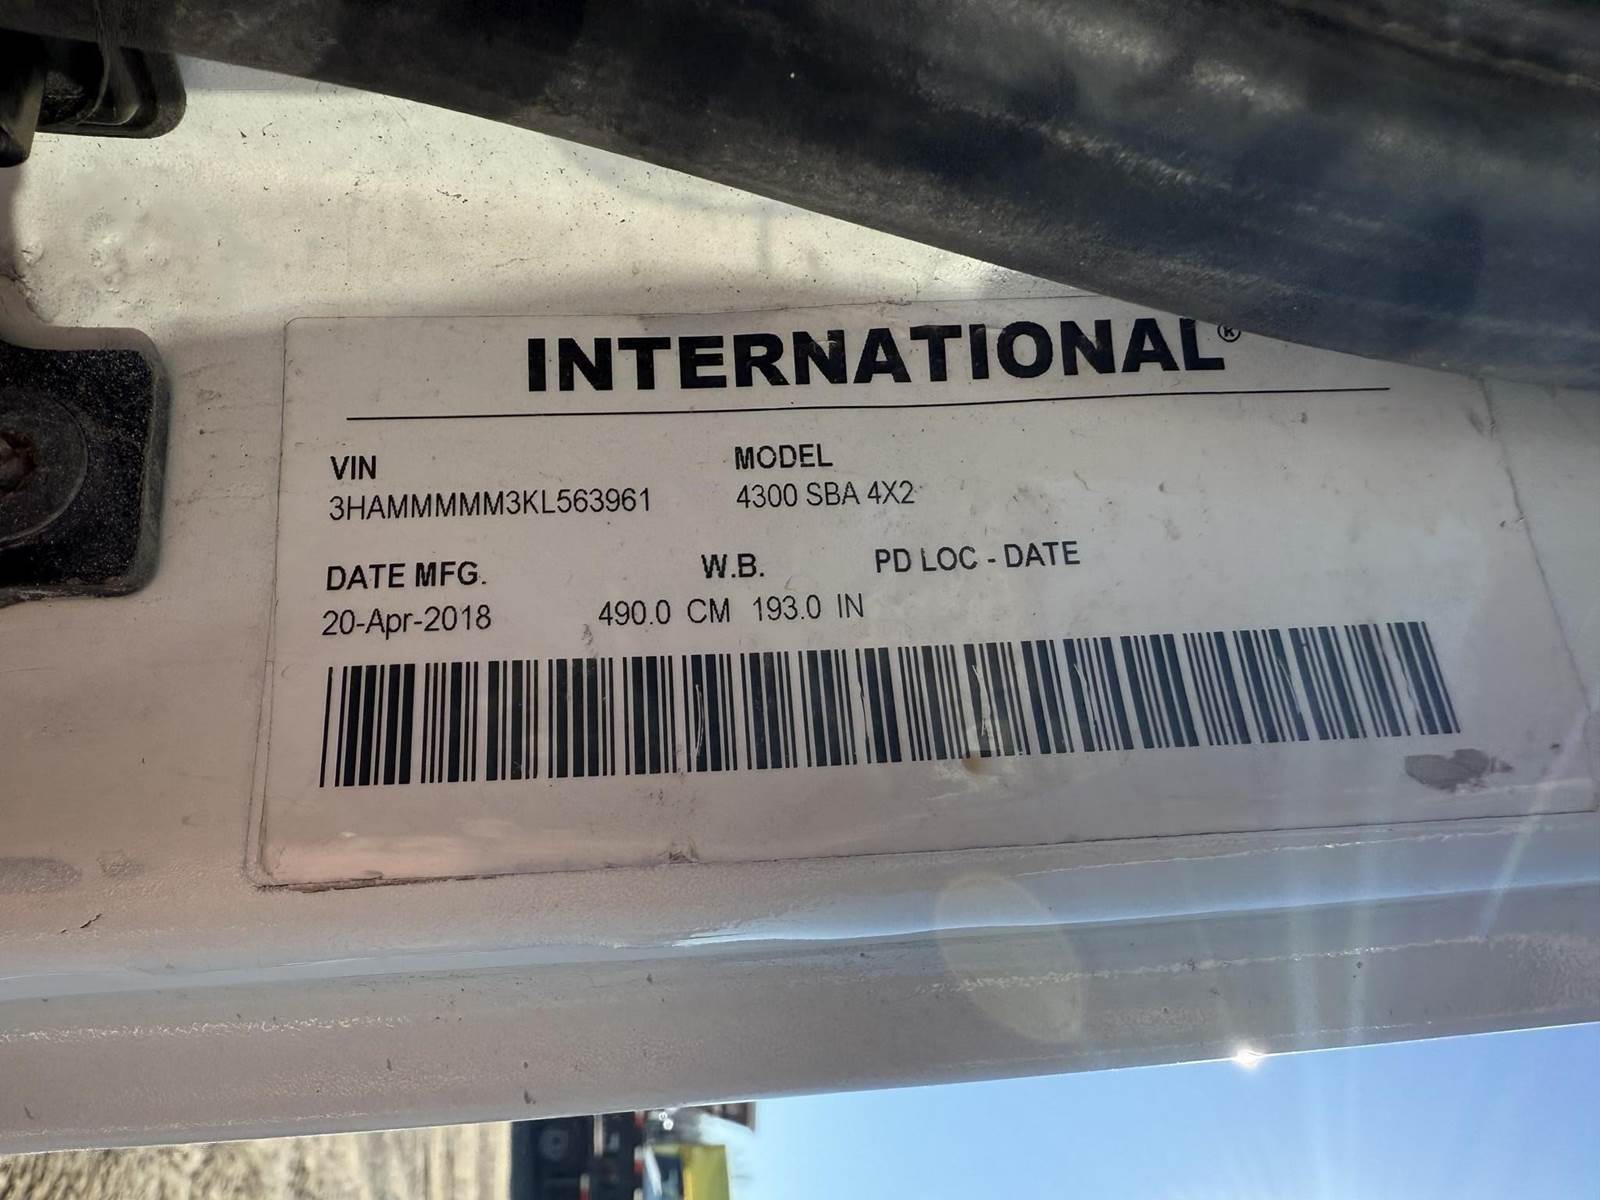 INTERNATIONAL®
VIN MODEL
3HAMMMMM3KL563961 4300 SBA 4X2
DATE MFG. W.B. PD LOC - DATE
20-Apr-2018 490.0 CM 193.0 IN